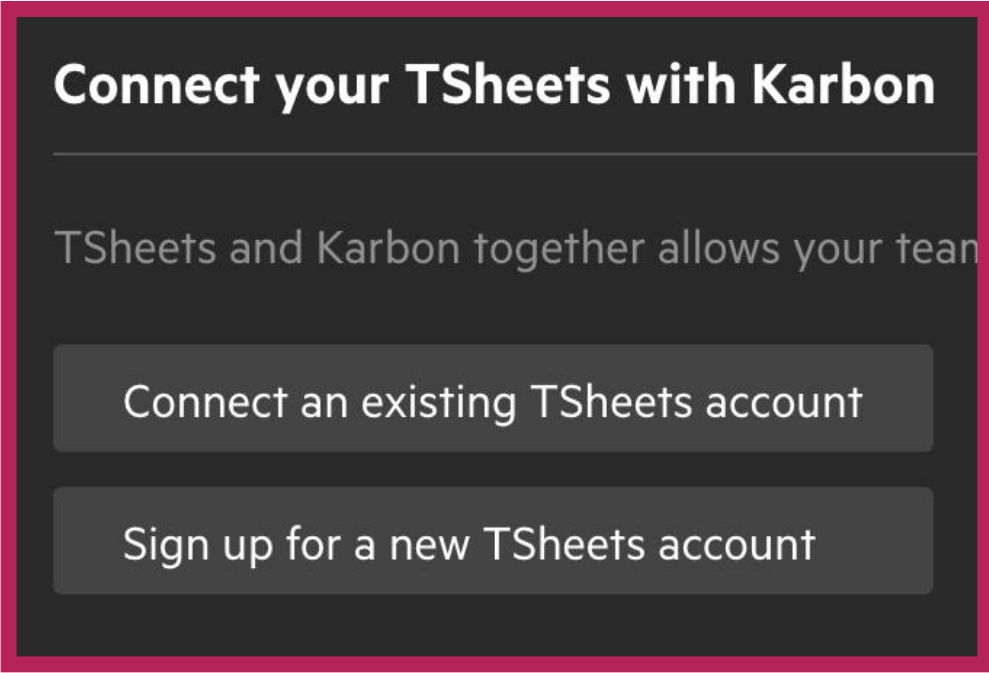 Connect your TSheets with Karbon
TSheets and Karbon together allows your
Connect an existing TSheets account
Sign up for a new TSheets account